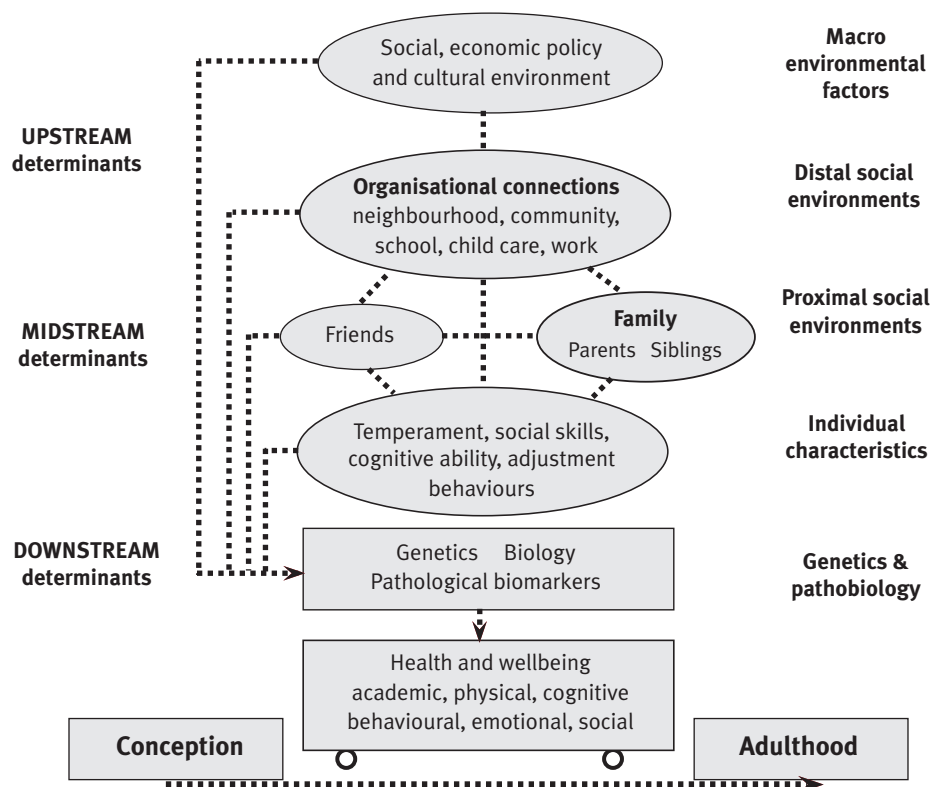 Social, economic policy
and cultural environment
Macro
environmental
factors
UPSTREAM
determinants
Organisational connections
neighbourhood, community,
school, child care, work
Distal social
environments
MIDSTREAM
determinants
Friends
Family
Parents Siblings
Proximal social
environments
Temperament, social skills,
cognitive ability, adjustment
behaviours
Individual
characteristics
DOWNSTREAM
determinants
Genetics Biology
Pathological biomarkers
Genetics &
pathobiology
Health and wellbeing
academic, physical, cognitive
behavioural, emotional, social
Conception
Adulthood